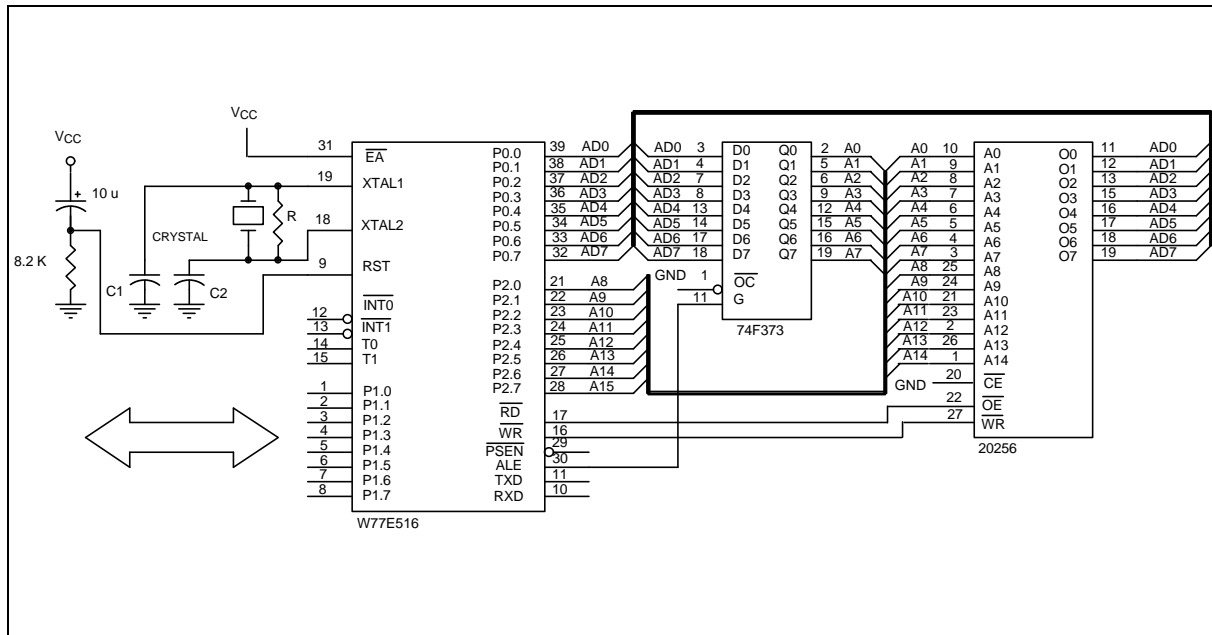 VCC
VCC
10 u
8.2 K
C1
C2
CRYSTAL
R
31 EA
19 XTAL1
18 XTAL2
9 RST
12 INT0
13 INT1
14 T0
15 T1
1 P1.0
2 P1.1
3 P1.2
4 P1.3
5 P1.4
6 P1.5
7 P1.6
8 P1.7
P0.0 39 AD0
P0.1 38 AD1
P0.2 37 AD2
P0.3 36 AD3
P0.4 35 AD4
P0.5 34 AD5
P0.6 33 AD6
P0.7 32 AD7
P2.0 21 A8
P2.1 22 A9
P2.2 23 A10
P2.3 24 A11
P2.4 25 A12
P2.5 26 A13
P2.6 27 A14
P2.7 28 A15
RD 17
WR 16
PSEN 29
ALE 30
TXD 11
RXD 10
W77E516
AD0 3 D0 Q0 2 A0
AD1 4 D1 Q1 5 A1
AD2 7 D2 Q2 6 A2
AD3 8 D3 Q3 9 A3
AD4 13 D4 Q4 12 A4
AD5 14 D5 Q5 15 A5
AD6 17 D6 Q6 16 A6
AD7 18 D7 Q7 19 A7
GND 1 OC
11 G
74F373
A0 10 A0 O0 11 AD0
A1 9 A1 O1 12 AD1
A2 8 A2 O2 13 AD2
A3 7 A3 O3 15 AD3
A4 6 A4 O4 16 AD4
A5 5 A5 O5 17 AD5
A6 4 A6 O6 18 AD6
A7 3 A7 O7 19 AD7
A8 25 A8
A9 24 A9
A10 21 A10
A11 23 A11
A12 2 A12
A13 26 A13
A14 1 A14
GND 20 CE
22 OE
27 WR
20256